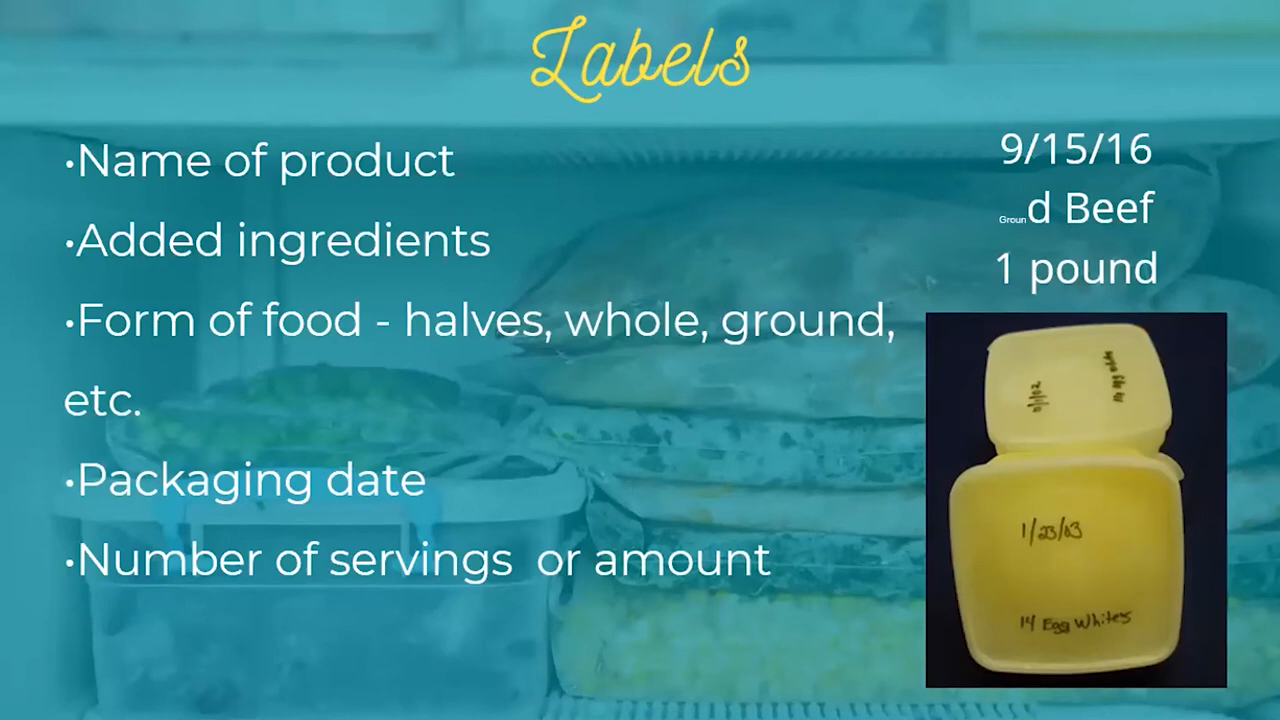 Labels
•Name of product
•Added ingredients
•Form of food - halves, whole, ground,
etc.
•Packaging date
•Number of servings  or amount
9/15/16
Ground Beef
1 pound
1/23/03
14 Egg Whites